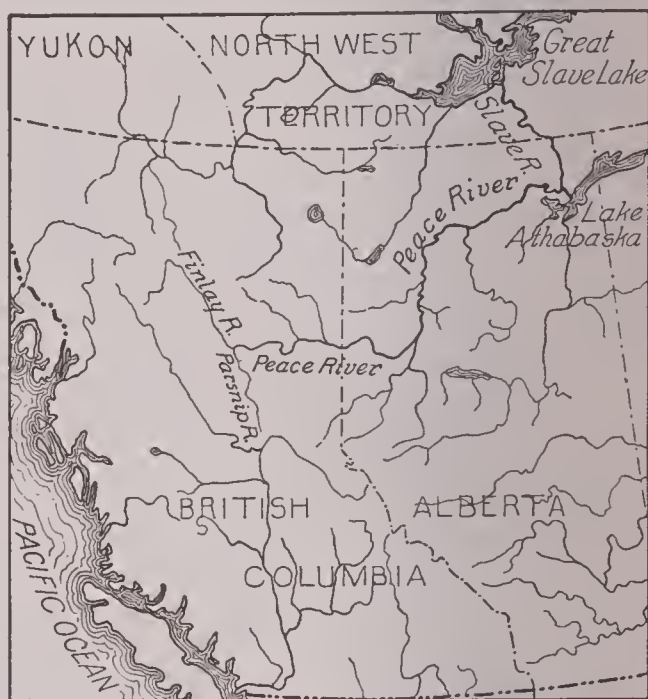 YUKON
NORTH WEST
TERRITORY
Great
Slave Lake
Slave R.
Peace River
Lake
Athabaska
Finlay R.
Parsnip R.
Peace River
BRITISH
COLUMBIA
ALBERTA
PACIFIC OCEAN